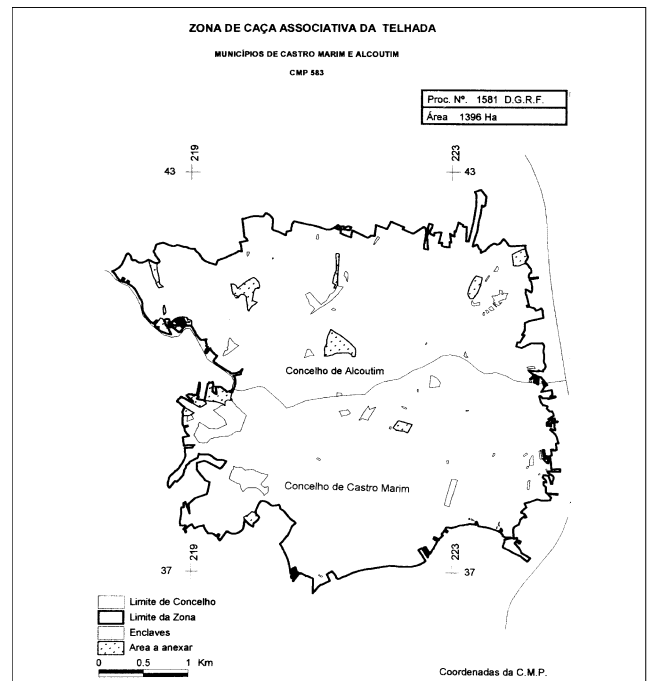 ZONA DE CAÇA ASSOCIATIVA DA TELHADA
MUNICÍPIOS DE CASTRO MARIM E ALCOUTIM
CMP 583
Proc. Nº. 1581 D.G.R.F.
Área 1396 Ha
219
43
223
43
Concelho de Alcoutim
Concelho de Castro Marim
219
37
223
37
Limite de Concelho
Limite da Zona
Enclaves
Area a anexar
0 0.5 1 Km
Coordenadas da C.M.P.